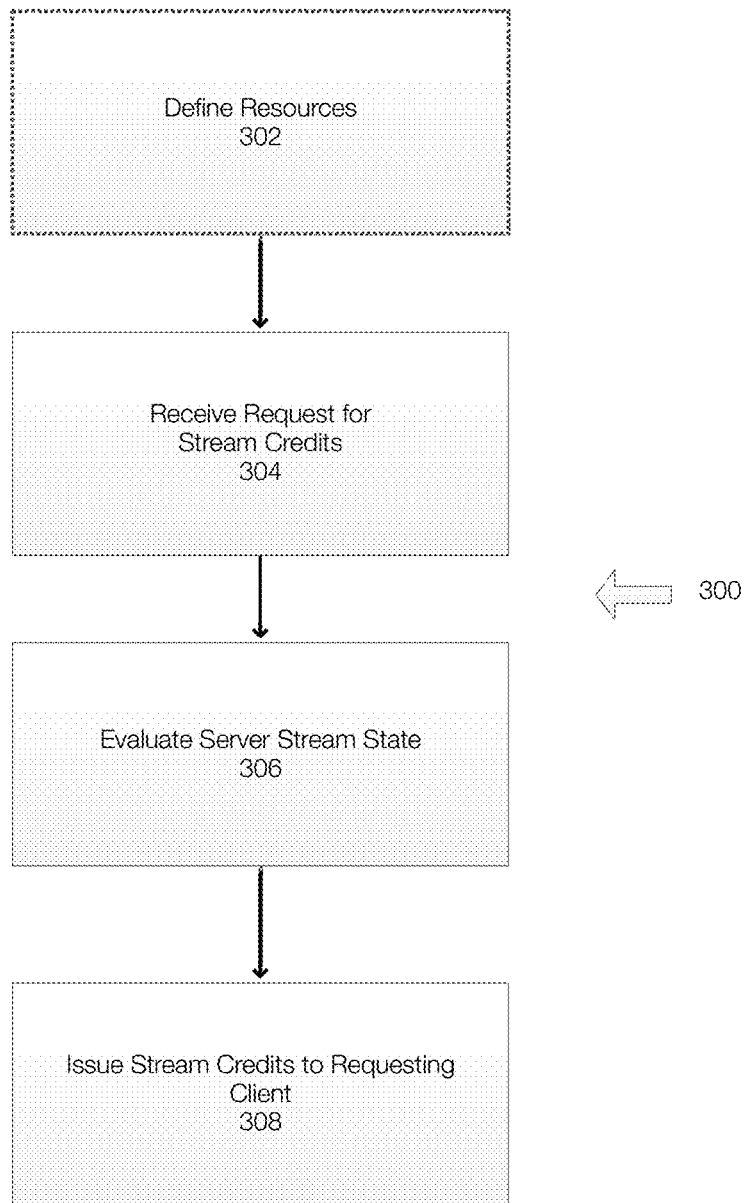 Define Resources
302
Receive Request for
Stream Credits
304
300
Evaluate Server Stream State
306
Issue Stream Credits to Requesting
Client
308